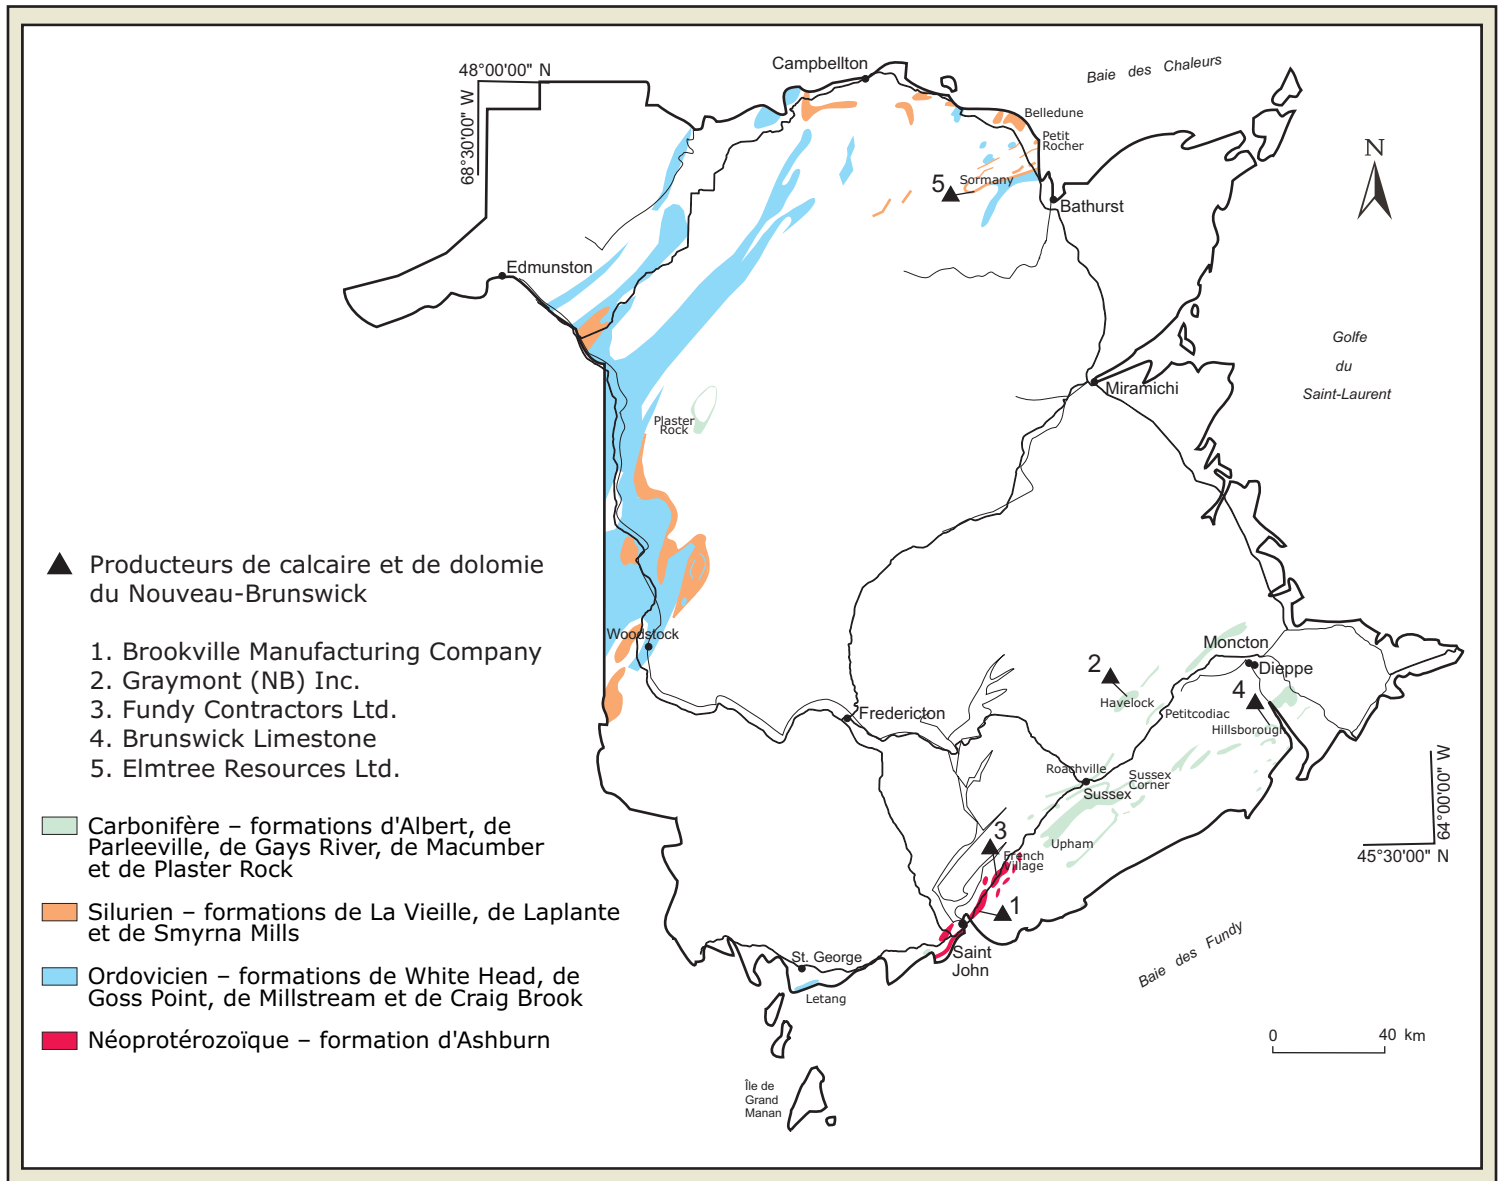 48°00'00" N
68°30'00" W
Campbellton
Baie des Chaleurs
Belledune
Petit
Rocher
N
5
Sormany
Bathurst
Edmunston
Golfe
du
Saint-Laurent
Miramichi
Plaster
Rock
Producteurs de calcaire et de dolomie
du Nouveau-Brunswick
1. Brookville Manufacturing Company
2. Graymont (NB) Inc.
3. Fundy Contractors Ltd.
4. Brunswick Limestone
5. Elmtree Resources Ltd.
Woodstock
Moncton
Dieppe
2
Havelock
4
Petitcodiac
Hillsborough
Fredericton
Roachville
Sussex
Corner
Sussex
64°00'00" W
45°30'00" N
3
Upham
French
Village
1
Saint
John
Baie des Fundy
St. George
Letang
Carbonifère – formations d'Albert, de
Parleeville, de Gays River, de Macumber
et de Plaster Rock
Silurien – formations de La Vieille, de Laplante
et de Smyrna Mills
Ordovicien – formations de White Head, de
Goss Point, de Millstream et de Craig Brook
Néoprotérozoïque – formation d'Ashburn
0 40 km
Île de
Grand
Manan